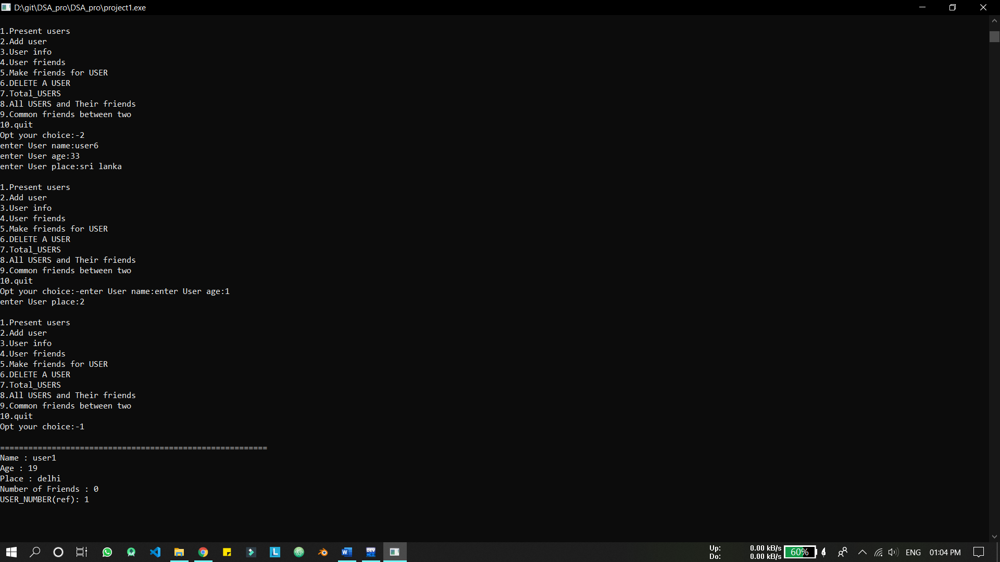 D:\git\DSA_pro\DSA_pro\project1.exe
1.Present users
2.Add user
3.User info
4.User friends
5.Make friends for USER
6.DELETE A USER
7.Total_USERS
8.All USERS and Their friends
9.Common friends between two
10.quit
Opt your choice:-2
enter User name:user6
enter User age:33
enter User place:sri lanka
1.Present users
2.Add user
3.User info
4.User friends
5.Make friends for USER
6.DELETE A USER
7.Total_USERS
8.All USERS and Their friends
9.Common friends between two
10.quit
Opt your choice:-enter User name:enter User age:1
enter User place:2
1.Present users
2.Add user
3.User info
4.User friends
5.Make friends for USER
6.DELETE A USER
7.Total_USERS
8.All USERS and Their friends
9.Common friends between two
10.quit
Opt your choice:-1
=========================================================
Name : user1
Age : 19
Place : delhi
Number of Friends : 0
USER_NUMBER(ref): 1
L
W
DEV
Up: 0.00 kB/s
Do: 0.00 kB/s
60%
ENG
01:04 PM